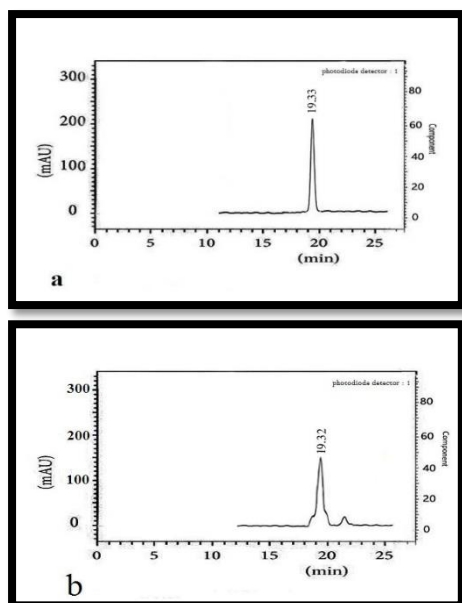 photodiode detector : 1
300
200
100
0
(mAU)
80
60
40
20
0
Component
19.33
0 5 10 15 20 25
(min)
a
photodiode detector : 1
300
200
100
0
(mAU)
80
60
40
20
0
Component
19.32
0 5 10 15 20 25
(min)
b